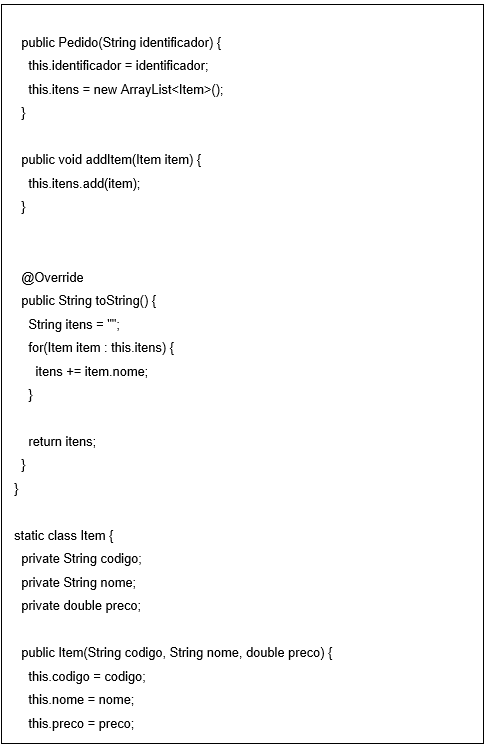 public Pedido(String identificador) {
this.identificador = identificador;
this.itens = new ArrayList<Item>();
}
public void addItem(Item item) {
this.itens.add(item);
}
@Override
public String toString() {
String itens = "";
for(Item item : this.itens) {
itens += item.nome;
}
return itens;
}
}
static class Item {
private String codigo;
private String nome;
private double preco;
public Item(String codigo, String nome, double preco) {
this.codigo = codigo;
this.nome = nome;
this.preco = preco;